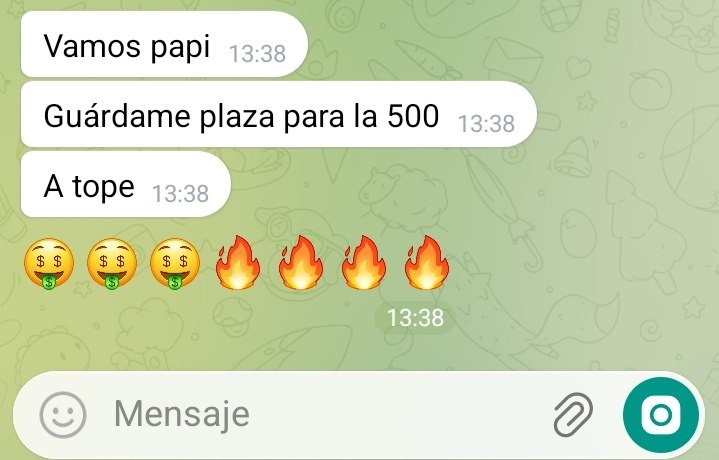 Vamos papi 13:38
Guárdame plaza para la 500 13:38
A tope 13:38
🤑🤑🤑🔥🔥🔥🔥
13:38
Mensaje